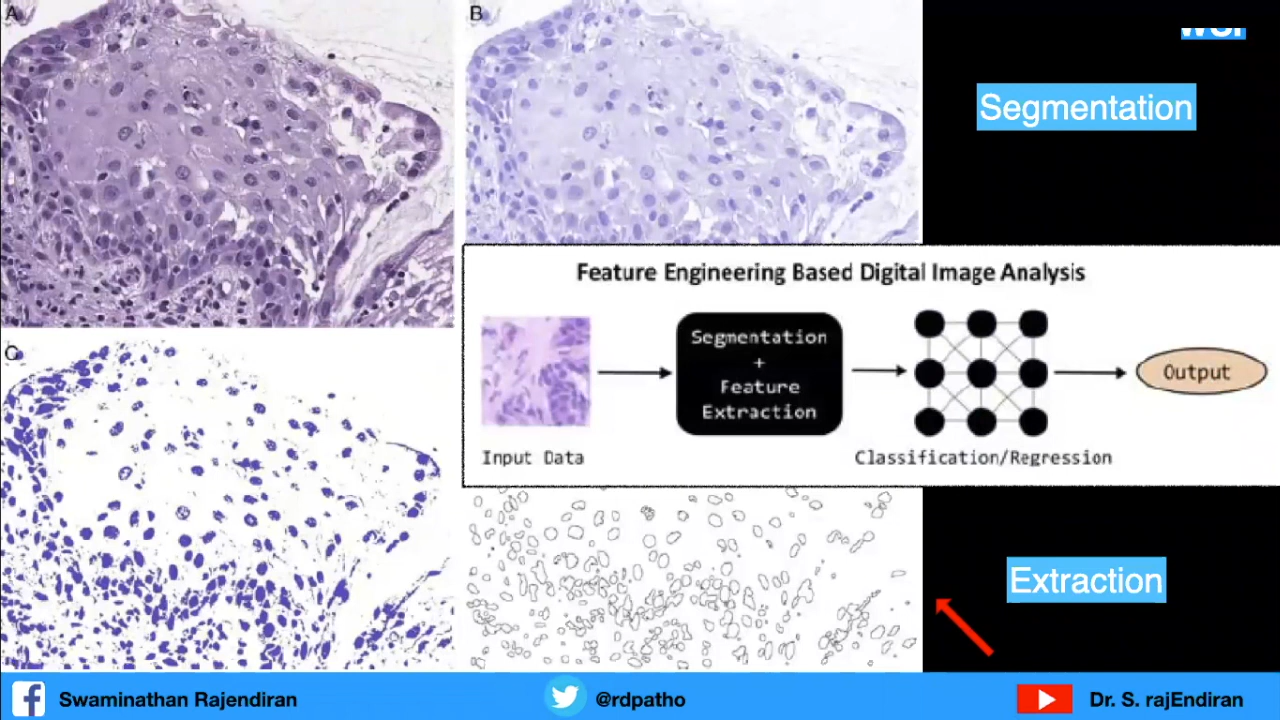 A
B
Segmentation
Feature Engineering Based Digital Image Analysis
Segmentation
+
Feature
Extraction
Output
Input Data
Classification/Regression
C
Extraction
Swaminathan Rajendiran
@rdpatho
Dr. S. rajEndiran